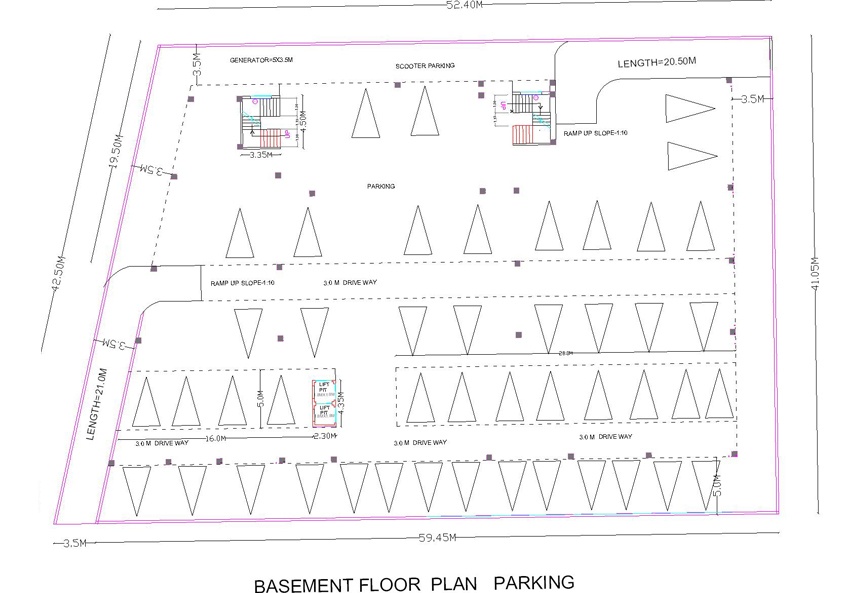 52.40M
3.5M
GENERATOR=5X3.5M
SCOOTER PARKING
LENGTH=20.50M
3.5M
UP
4.50M
3.35M
UP
RAMP UP SLOPE-1:10
19.50M
3.5M
PARKING
42.50M
41.05M
RAMP UP SLOPE-1:10
3.0 M DRIVE WAY
3.5M
LENGTH=21.0M
5.0M
LIFT
PIT
LIFT
PIT
4.35M
16.0M
2.30M
3.0 M DRIVE WAY
3.0 M DRIVE WAY
3.0 M DRIVE WAY
5.0M
3.5M
59.45M
BASEMENT FLOOR PLAN PARKING